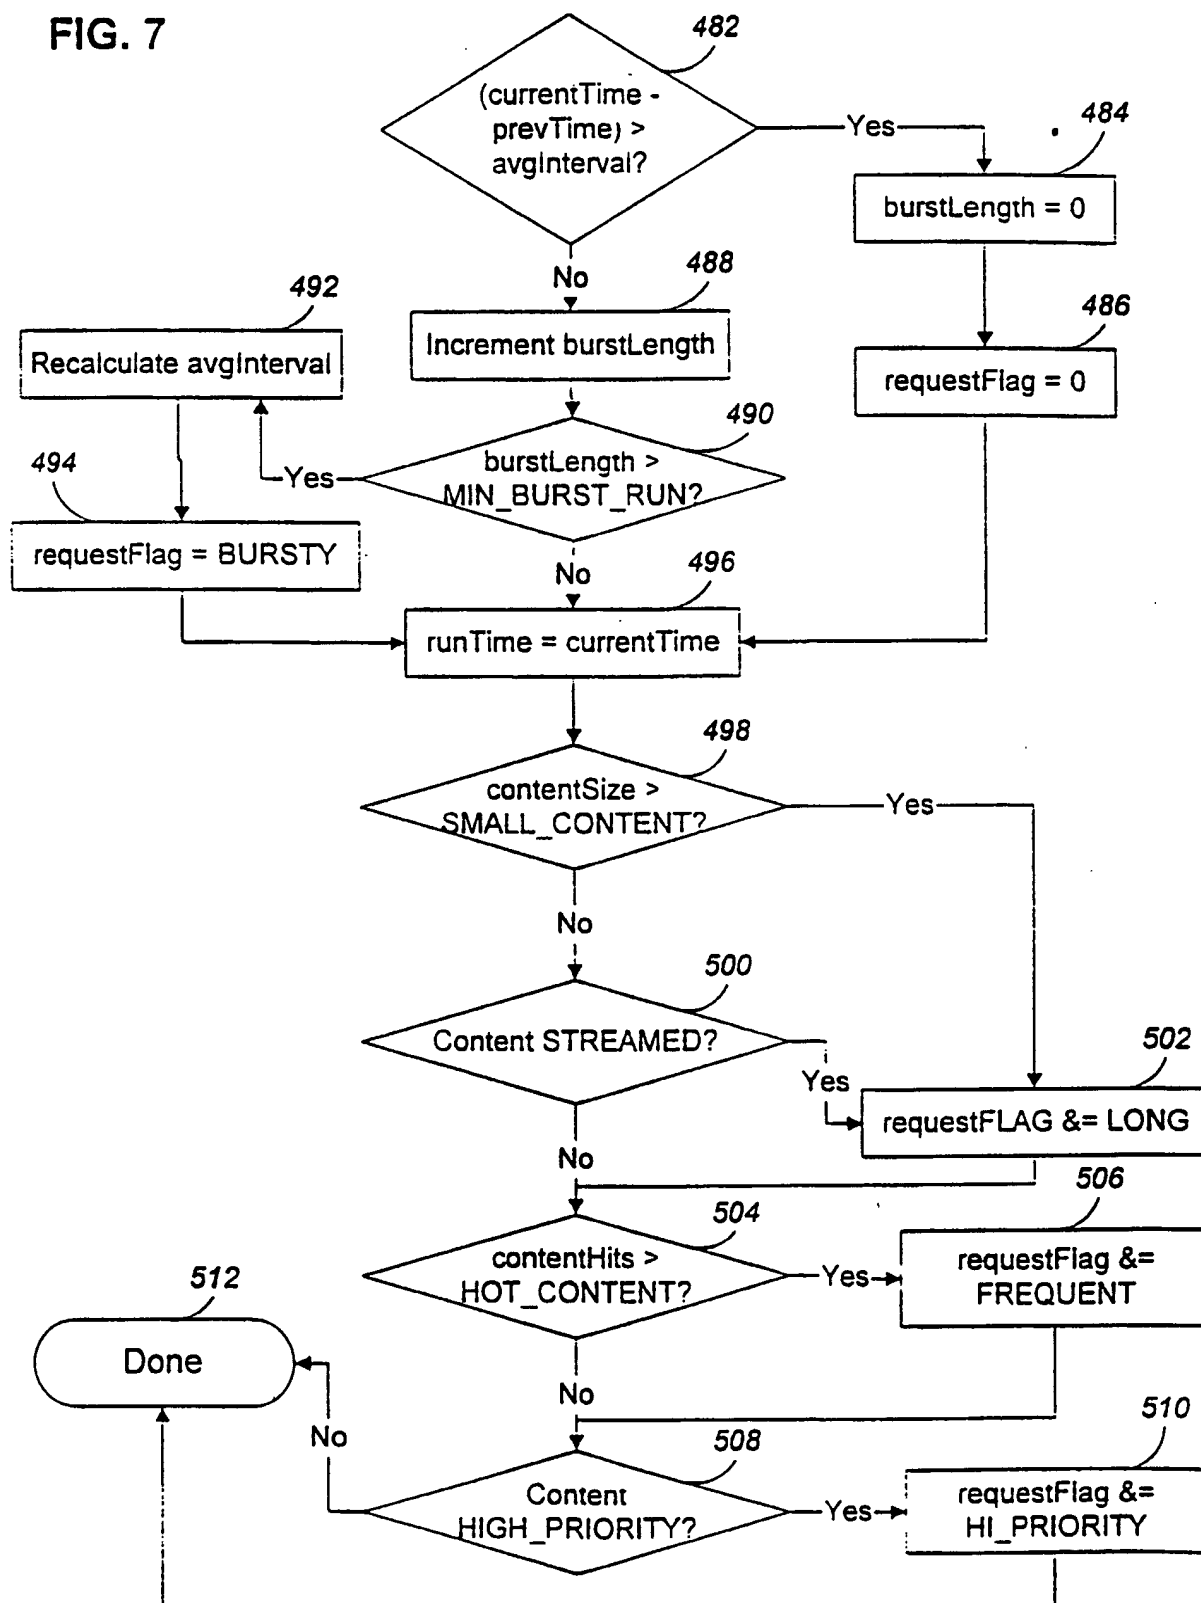 FIG. 7
482
(currentTime -
prevTime) >
avgInterval?
Yes
484
burstLength = 0
No
488
492
486
Recalculate avgInterval
Increment burstLength
requestFlag = 0
490
494
Yes
burstLength >
MIN_BURST_RUN?
requestFlag = BURSTY
No
496
runTime = currentTime
498
contentSize >
SMALL_CONTENT?
Yes
No
500
Content STREAMED?
Yes
502
requestFLAG &= LONG
No
506
504
contentHits >
HOT_CONTENT?
Yes
requestFlag &=
FREQUENT
512
Done
No
No
508
510
Content
HIGH_PRIORITY?
Yes
requestFlag &=
HI_PRIORITY